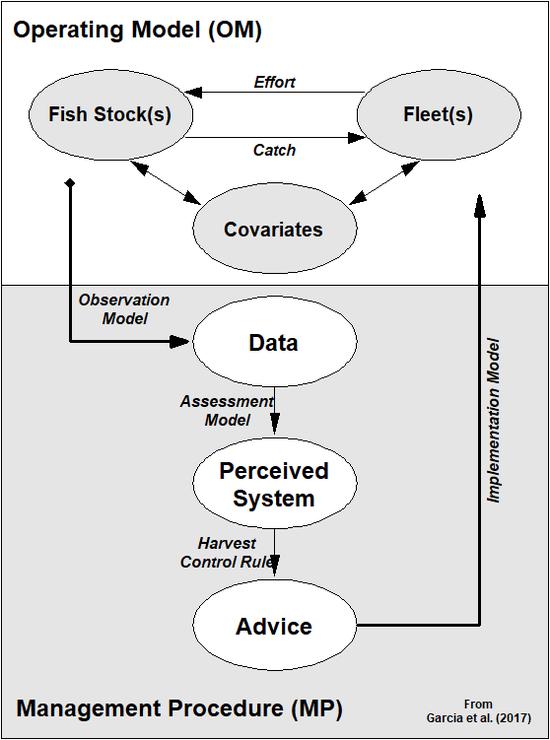 Operating Model (OM)
Effort
Fish Stock(s)
Fleet(s)
Catch
Covariates
Observation
Model
Data
Assessment
Model
Implementation Model
Perceived
System
Harvest
Control Rule
Advice
Management Procedure (MP)
From
Garcia et al. (2017)